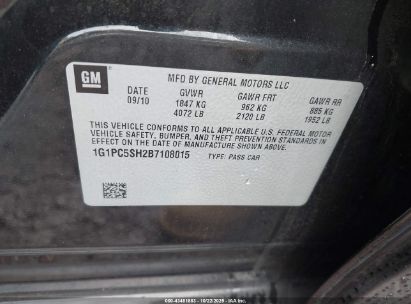 GM
MFD BY GENERAL MOTORS LLC
DATE GVWR GAWR FRT GAWR RR
09/10 1847 KG 962 KG 885 KG
4072 LB 2120 LB 1952 LB
THIS VEHICLE CONFORMS TO ALL APPLICABLE U.S. FEDERAL MOTOR
VEHICLE SAFETY, BUMPER, AND THEFT PREVENTION STANDARDS IN
EFFECT ON THE DATE OF MANUFACTURE SHOWN ABOVE.
1G1PC5SH2B7108015 TYPE: PASS CAR